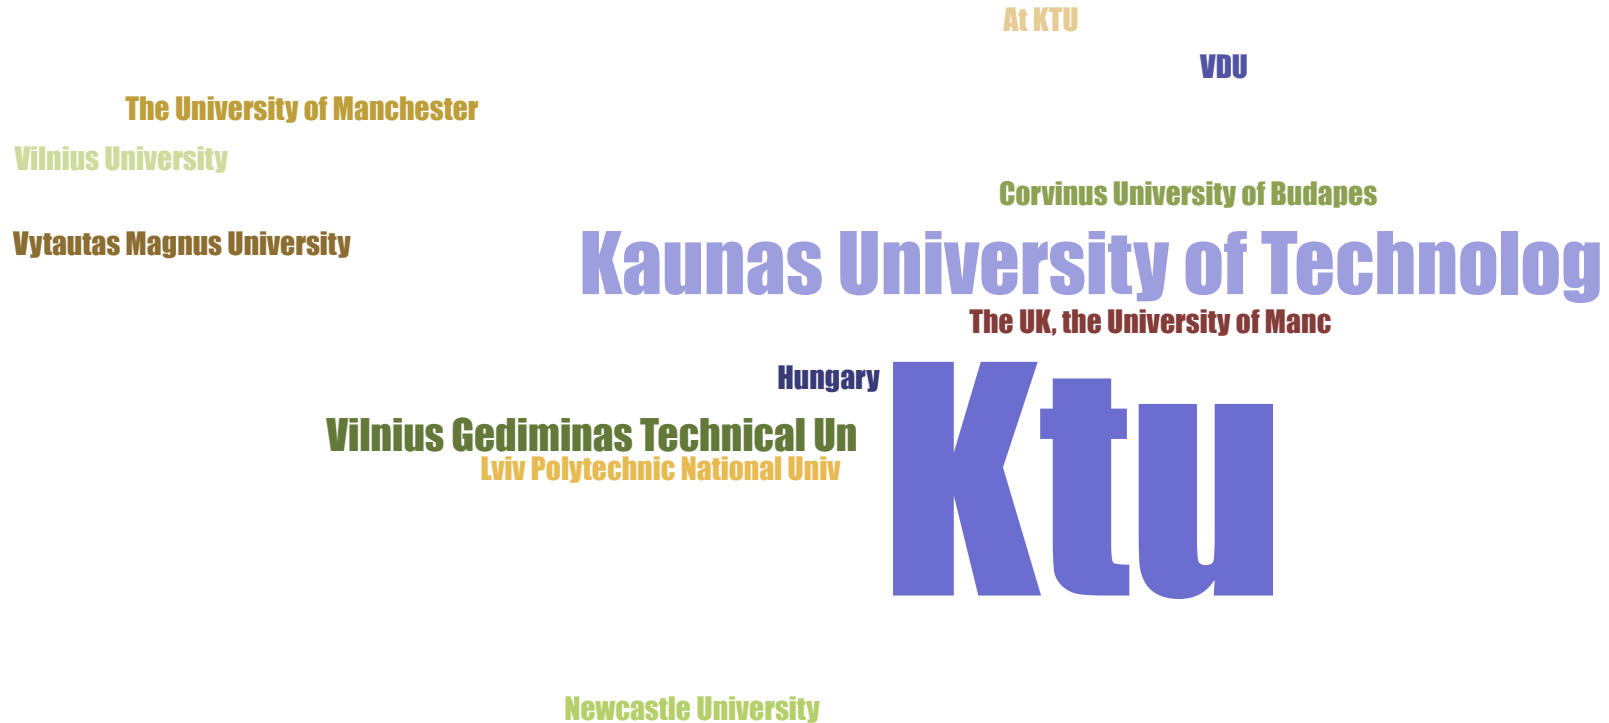 At KTU
VDU
The University of Manchester
Vilnius University
Corvinus University of Budapes
Vytautas Magnus University
Kaunas University of Technolog
The UK, the University of Manc
Hungary
Ktu
Vilnius Gediminas Technical Un
Lviv Polytechnic National Univ
Newcastle University